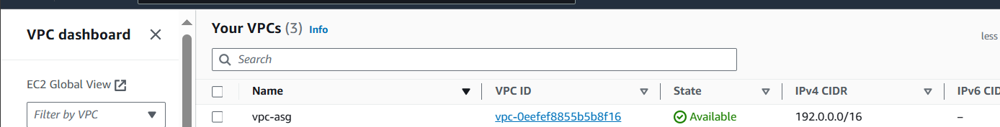 VPC dashboard
EC2 Global View
Filter by VPC
Your VPCs (3) Info
less
Search
Name VPC ID State IPv4 CIDR IPv6 CID
vpc-asg vpc-0eefef8855b5b8f16 Available 192.0.0.0/16 –